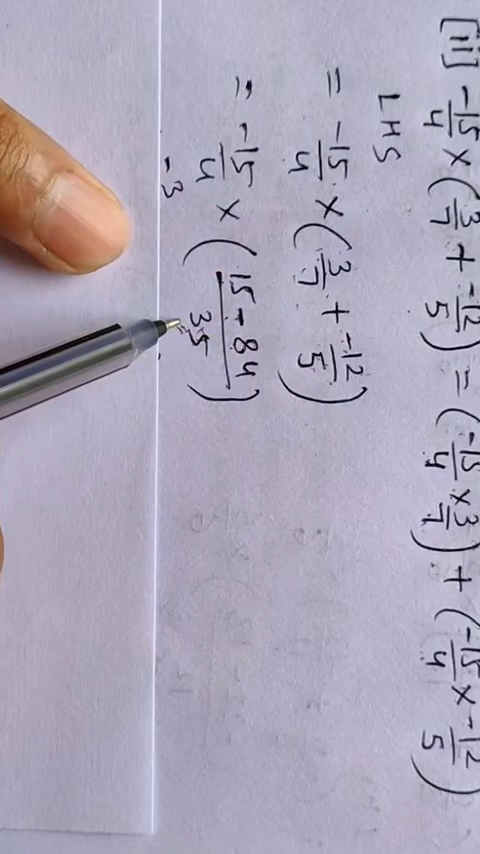 [ii] -15/4 × (3/7 + -12/5) = (-15/4 × 3/7) + (-15/4 × -12/5)
LHS
= -15/4 × (3/7 + -12/5)
= -15/4 × (15-84/35)
-3